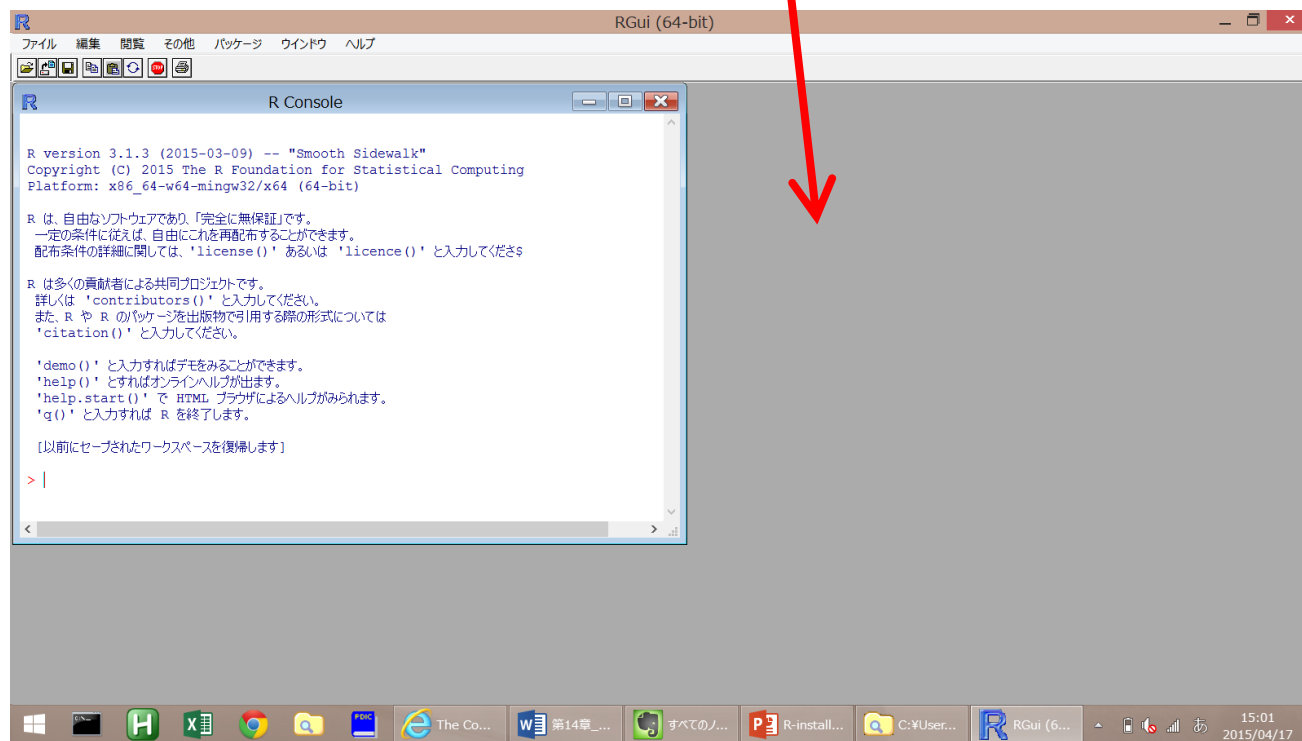 RGui (64-bit)
ファイル 編集 閲覧 その他 パッケージ ウインドウ ヘルプ
STOP
R Console
R version 3.1.3 (2015-03-09) -- "Smooth Sidewalk"
Copyright (C) 2015 The R Foundation for Statistical Computing
Platform: x86_64-w64-mingw32/x64 (64-bit)
R は、自由なソフトウェアであり、「完全に無保証」です。
一定の条件に従えば、自由にこれを再配布することができます。
配布条件の詳細に関しては、'license()' あるいは 'licence()' と入力してくださ$
R は多くの貢献者による共同プロジェクトです。
詳しくは 'contributors()' と入力してください。
また、R や R のパッケージを出版物で引用する際の形式については
'citation()' と入力してください。
'demo()' と入力すればデモをみることができます。
'help()' とすればオンラインヘルプが出ます。
'help.start()' で HTML ブラウザによるヘルプがみられます。
'q()' と入力すれば R を終了します。
[以前にセーブされたワークスペースを復帰します]
>
PDIC
The Co... 第14章_... すべてのノ... R-install... C:¥User... RGui (6... あ 15:01
2015/04/17